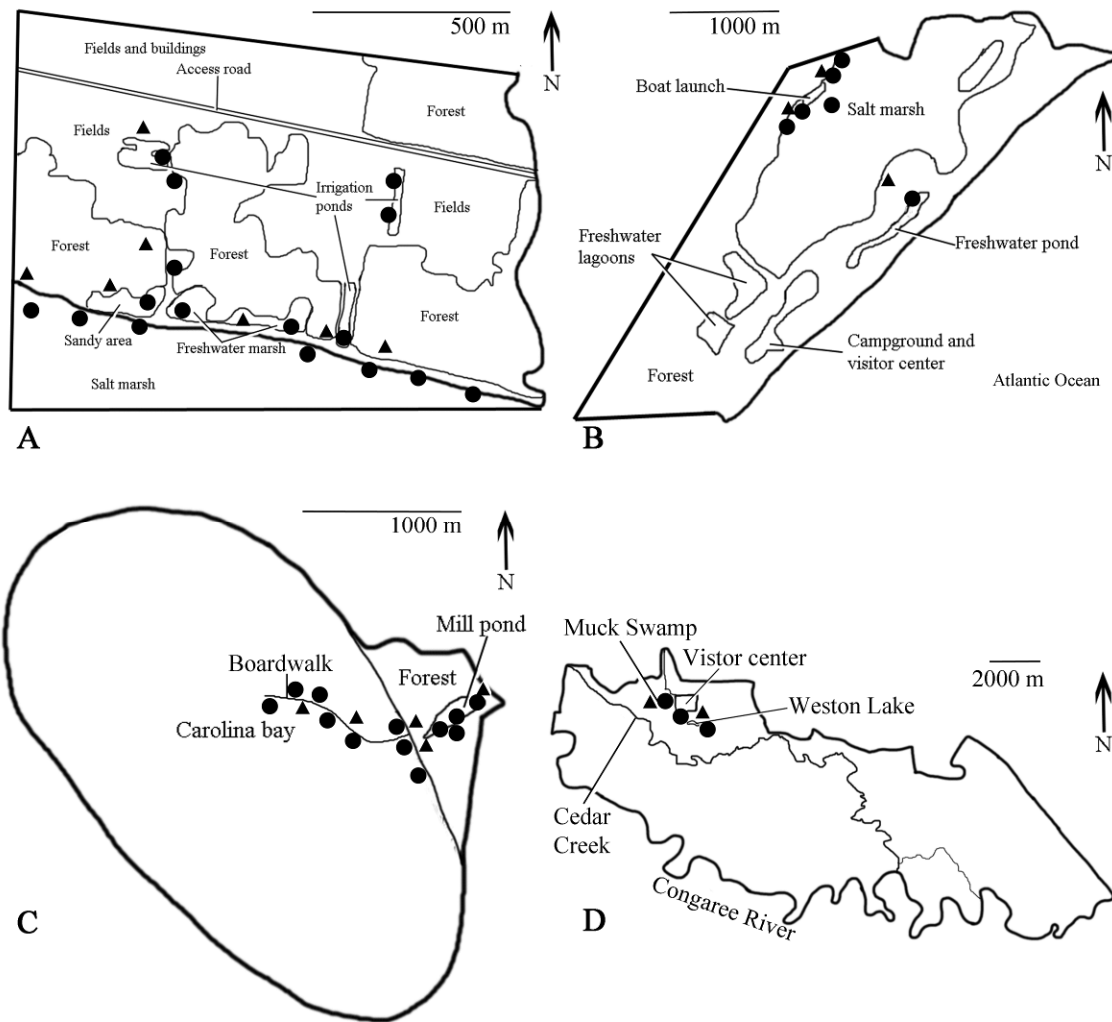 500 m
N
Fields and buildings
Access road
Forest
Fields
Irrigation
ponds
Fields
Forest
Forest
Forest
Sandy area
Freshwater marsh
Salt marsh
A
1000 m
N
Boat launch
Salt marsh
Freshwater
lagoons
Freshwater pond
Campground and
visitor center
Forest
Atlantic Ocean
B
1000 m
N
Mill pond
Boardwalk
Forest
Carolina bay
C
Muck Swamp
Vistor center
2000 m
Weston Lake
N
Cedar
Creek
Congaree River
D